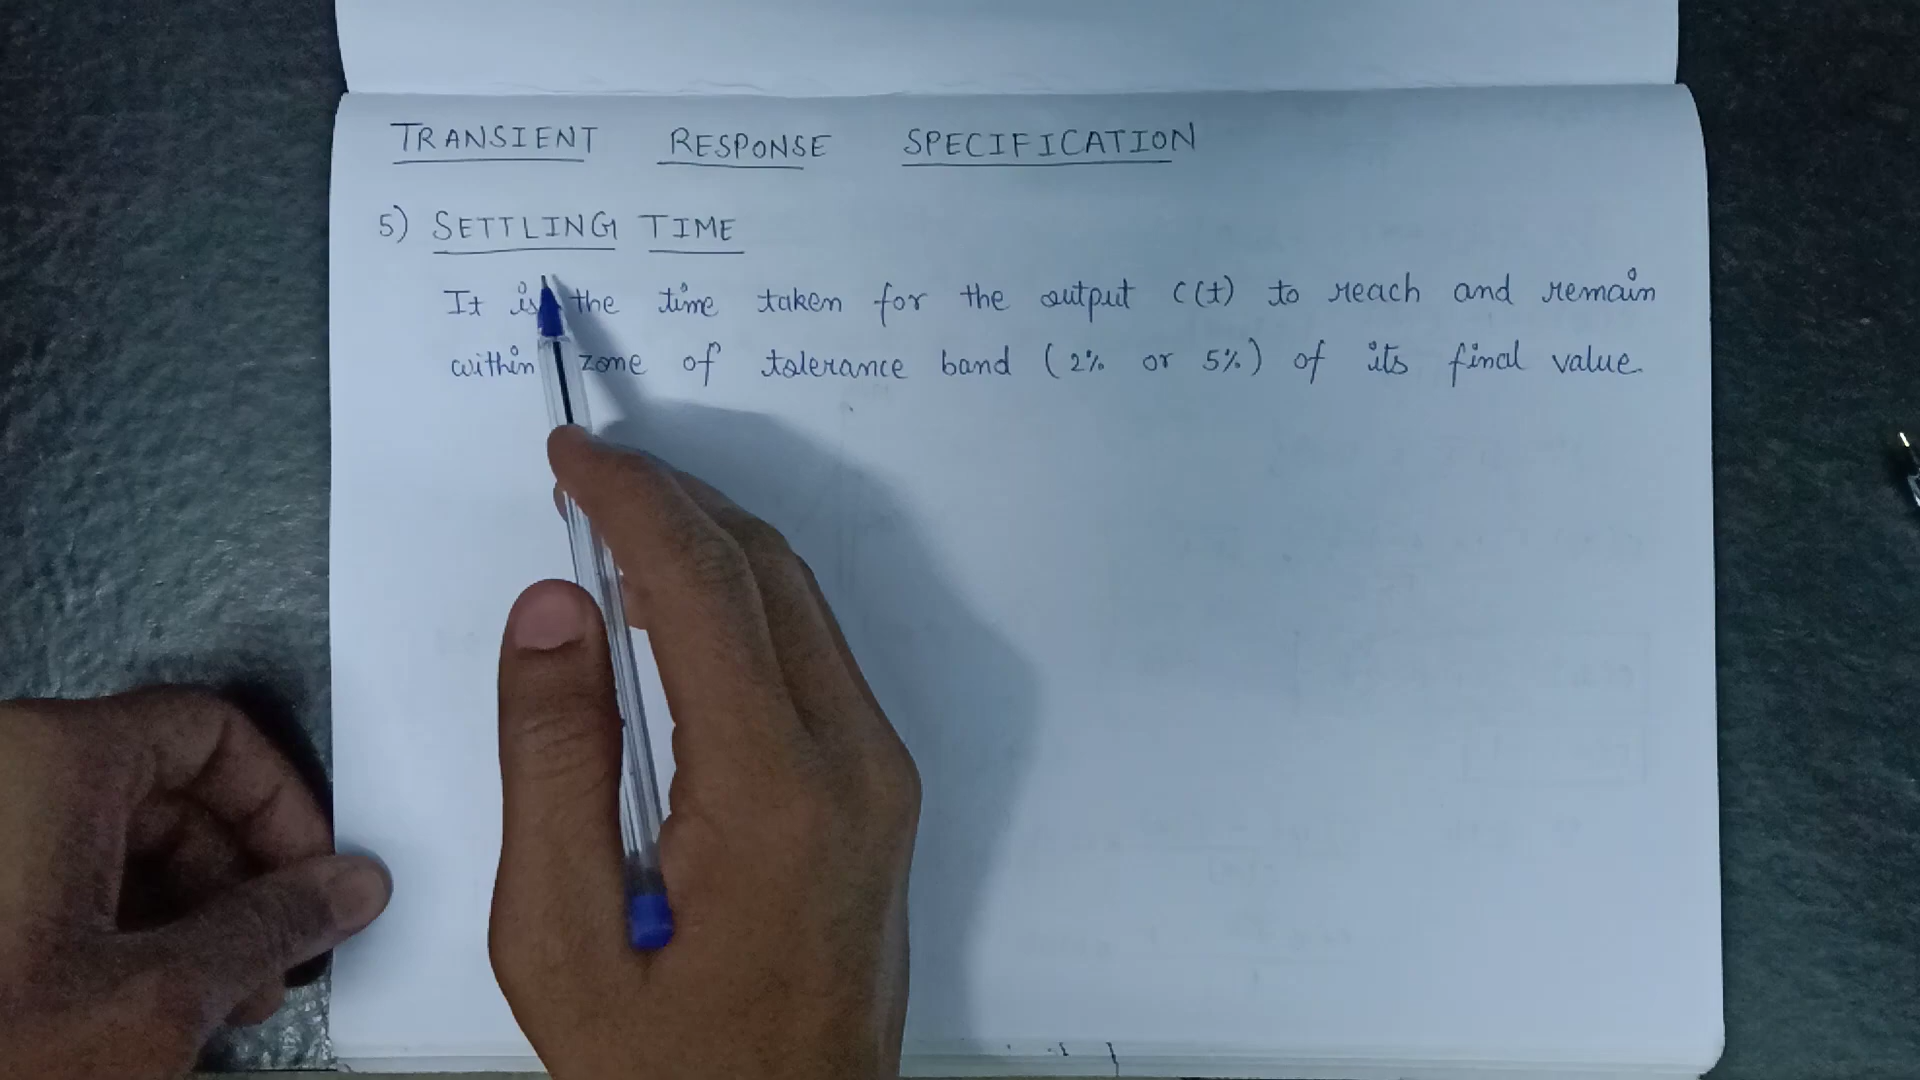 TRANSIENT RESPONSE SPECIFICATION
5) SETTLING TIME
It is the time taken for the output c(t) to reach and remain
within zone of tolerance band (2% or 5%) of its final value.